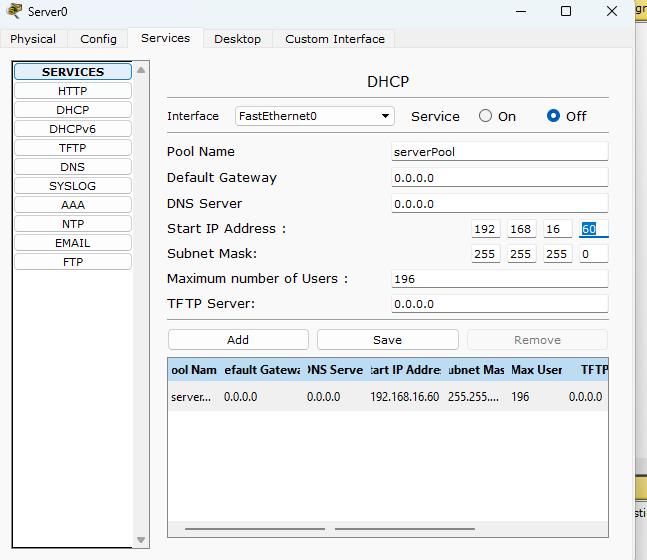 Server0
gr
Physical Config Services Desktop Custom Interface
SERVICES
HTTP
DHCP
DHCPv6
TFTP
DNS
SYSLOG
AAA
NTP
EMAIL
FTP
DHCP
Interface FastEthernet0 Service On Off
Pool Name serverPool
Default Gateway 0.0.0.0
DNS Server 0.0.0.0
Start IP Address : 192 168 16 60
Subnet Mask: 255 255 255 0
Maximum number of Users : 196
TFTP Server: 0.0.0.0
Add Save Remove
ool Nam efault Gatewa DNS Serve tart IP Addre ubnet Mas Max User TFTP
server... 0.0.0.0 0.0.0.0 192.168.16.60 255.255.... 196 0.0.0.0
sti